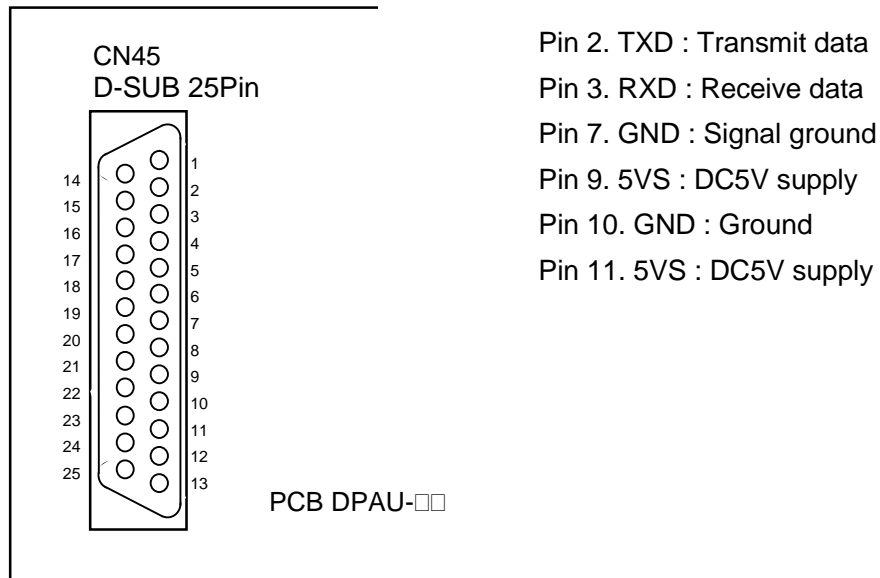 CN45
D-SUB 25Pin
1
14
2
15
3
16
4
17
5
18
6
19
7
20
8
21
9
22
10
23
11
24
12
25
13
PCB DPAU-□□
Pin 2. TXD : Transmit data
Pin 3. RXD : Receive data
Pin 7. GND : Signal ground
Pin 9. 5VS : DC5V supply
Pin 10. GND : Ground
Pin 11. 5VS : DC5V supply